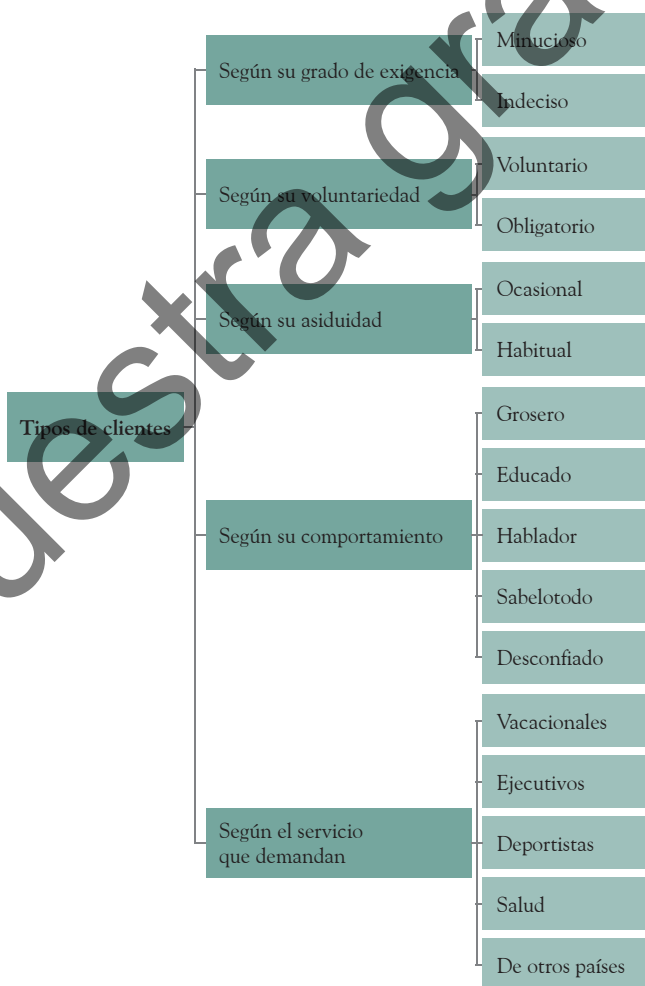 Tipos de clientes
Según su grado de exigencia
Minucioso
Indeciso
Según su voluntariedad
Voluntario
Obligatorio
Según su asiduidad
Ocasional
Habitual
Según su comportamiento
Grosero
Educado
Hablador
Sabelotodo
Desconfiado
Según el servicio
que demandan
Vacacionales
Ejecutivos
Deportistas
Salud
De otros países